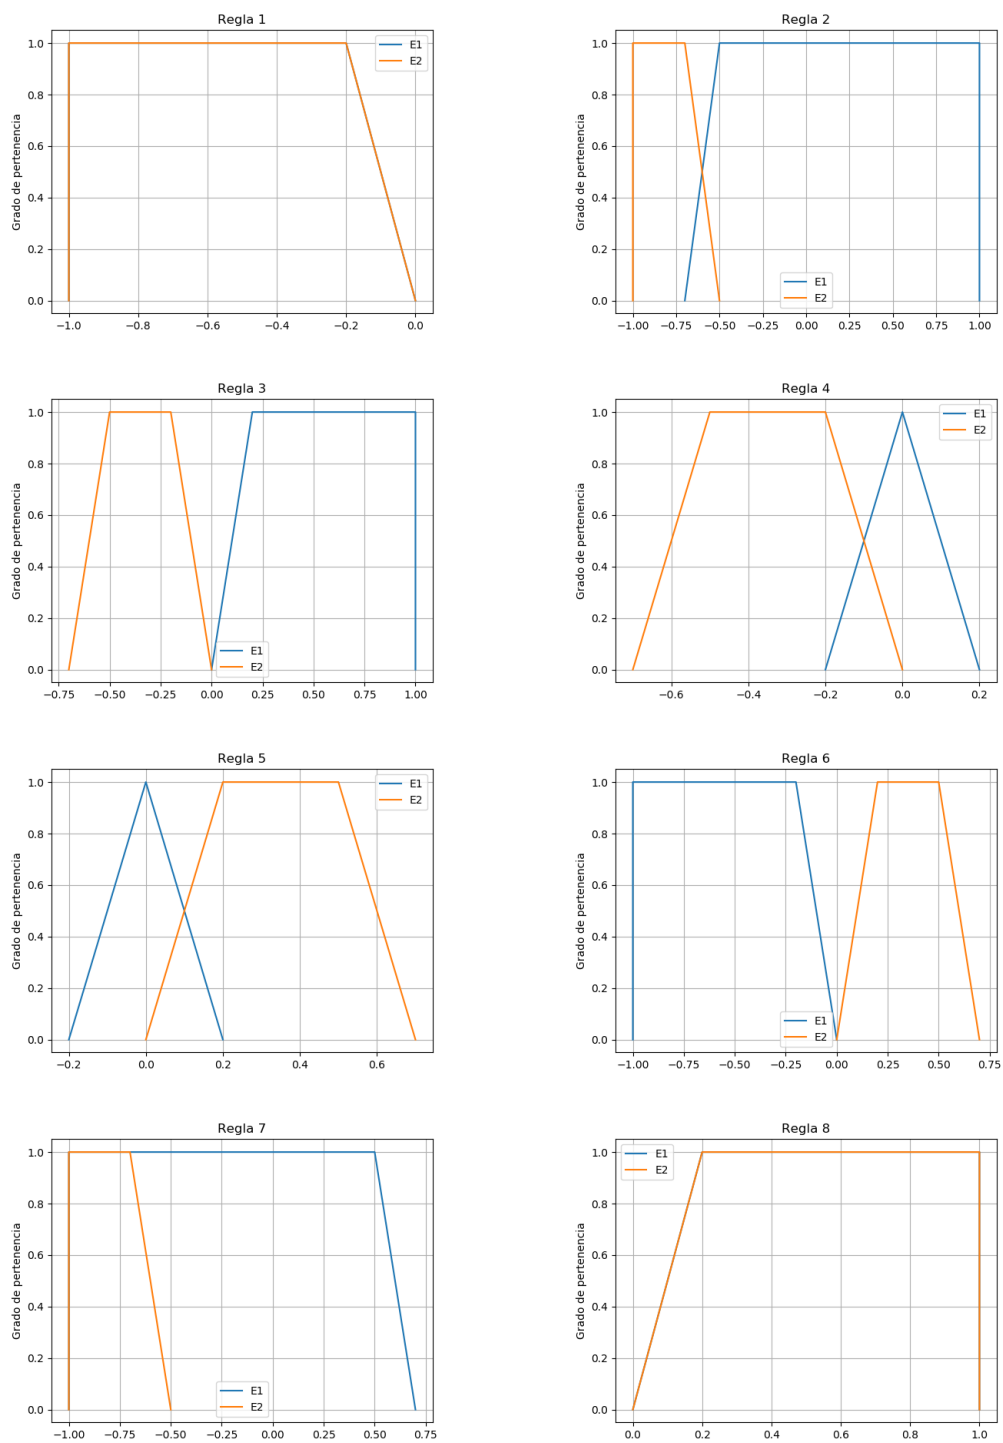 Regla 1
Grado de pertenencia
1.0
0.8
0.6
0.4
0.2
0.0
−1.0 −0.8 −0.6 −0.4 −0.2 0.0
E1
E2
Regla 2
Grado de pertenencia
1.0
0.8
0.6
0.4
0.2
0.0
−1.00 −0.75 −0.50 −0.25 0.00 0.25 0.50 0.75 1.00
E1
E2
Regla 3
Grado de pertenencia
1.0
0.8
0.6
0.4
0.2
0.0
−0.75 −0.50 −0.25 0.00 0.25 0.50 0.75 1.00
E1
E2
Regla 4
Grado de pertenencia
1.0
0.8
0.6
0.4
0.2
0.0
−0.6 −0.4 −0.2 0.0 0.2
E1
E2
Regla 5
Grado de pertenencia
1.0
0.8
0.6
0.4
0.2
0.0
−0.2 0.0 0.2 0.4 0.6
E1
E2
Regla 6
Grado de pertenencia
1.0
0.8
0.6
0.4
0.2
0.0
−1.00 −0.75 −0.50 −0.25 0.00 0.25 0.50 0.75
E1
E2
Regla 7
Grado de pertenencia
1.0
0.8
0.6
0.4
0.2
0.0
−1.00 −0.75 −0.50 −0.25 0.00 0.25 0.50 0.75
E1
E2
Regla 8
Grado de pertenencia
1.0
0.8
0.6
0.4
0.2
0.0
0.0 0.2 0.4 0.6 0.8 1.0
E1
E2